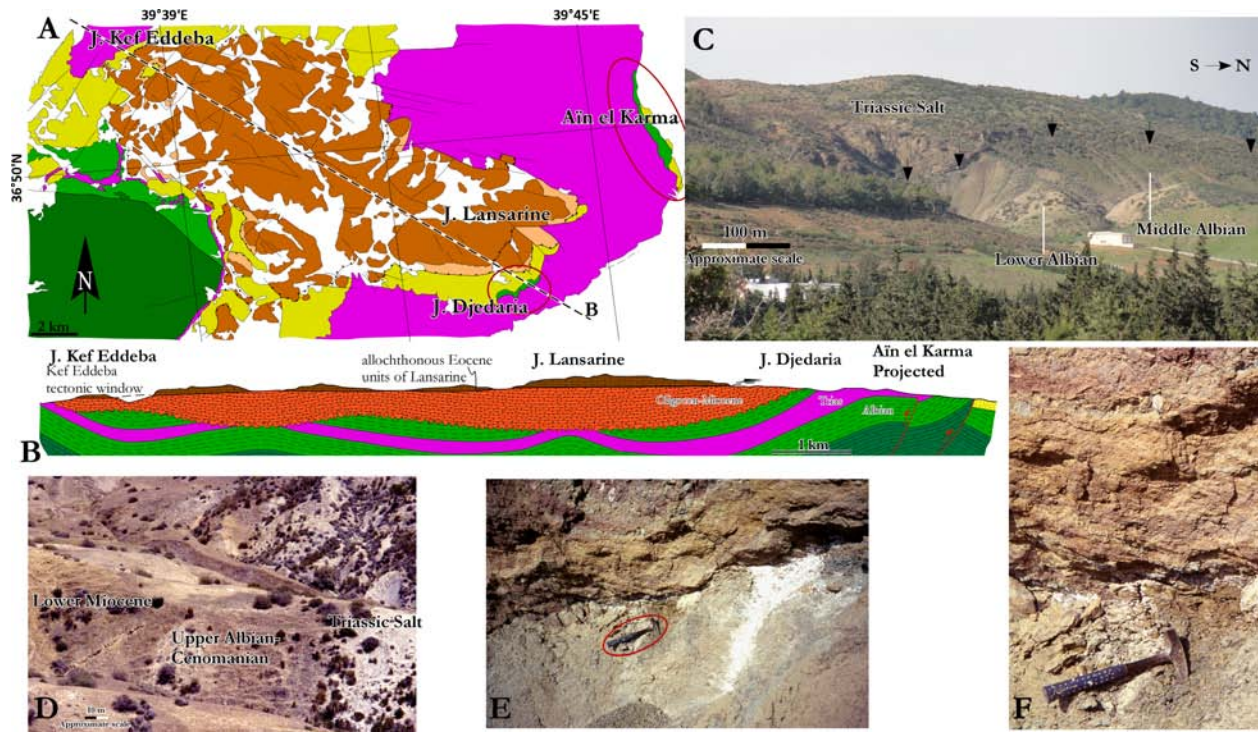 A
39°39'E
39°45'E
36°50'N
J. Kef Eddeba
Aïn el Karma
J. Lansarine
J. Djedaria
B
N
2 km
C
S → N
Triassic Salt
100 m
Approximate scale
Middle Albian
Lower Albian
J. Kef Eddeba
Kef Eddeba
tectonic window
allochthonous Eocene
units of Lansarine
J. Lansarine
J. Djedaria
Aïn el Karma
Projected
Trias
Albian
1 km
B
Lower Miocene
Upper Albian-
Cenomanian
Triassic Salt
10 m
Approximate scale
D
E
F